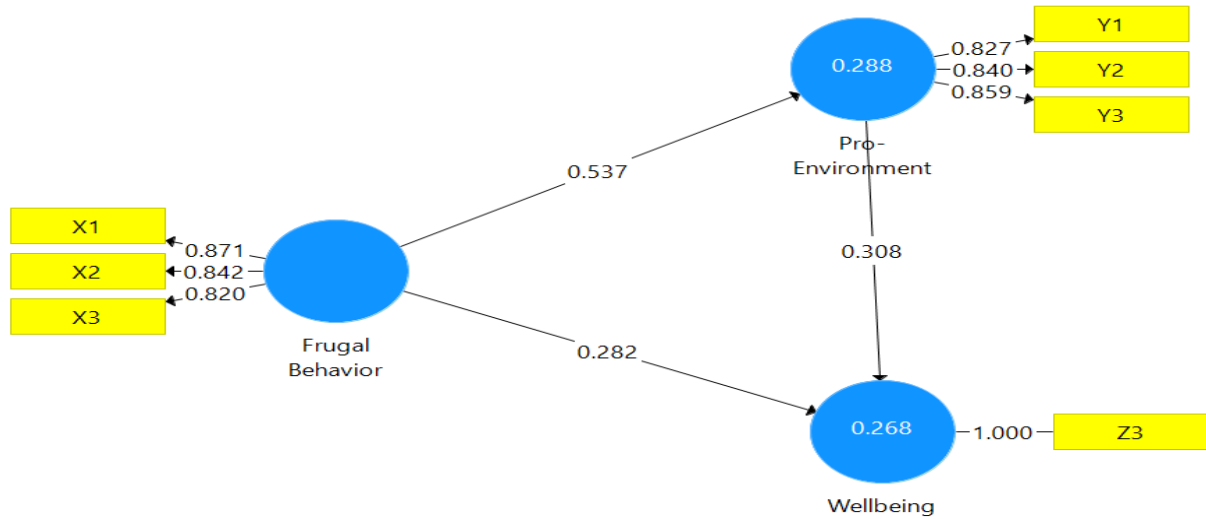 Y1
0.827
0.288
0.840
Y2
0.859
Y3
Pro-
Environment
0.537
X1
0.871
X2
0.842
0.820
X3
0.308
Frugal
Behavior
0.282
0.268
1.000
Z3
Wellbeing